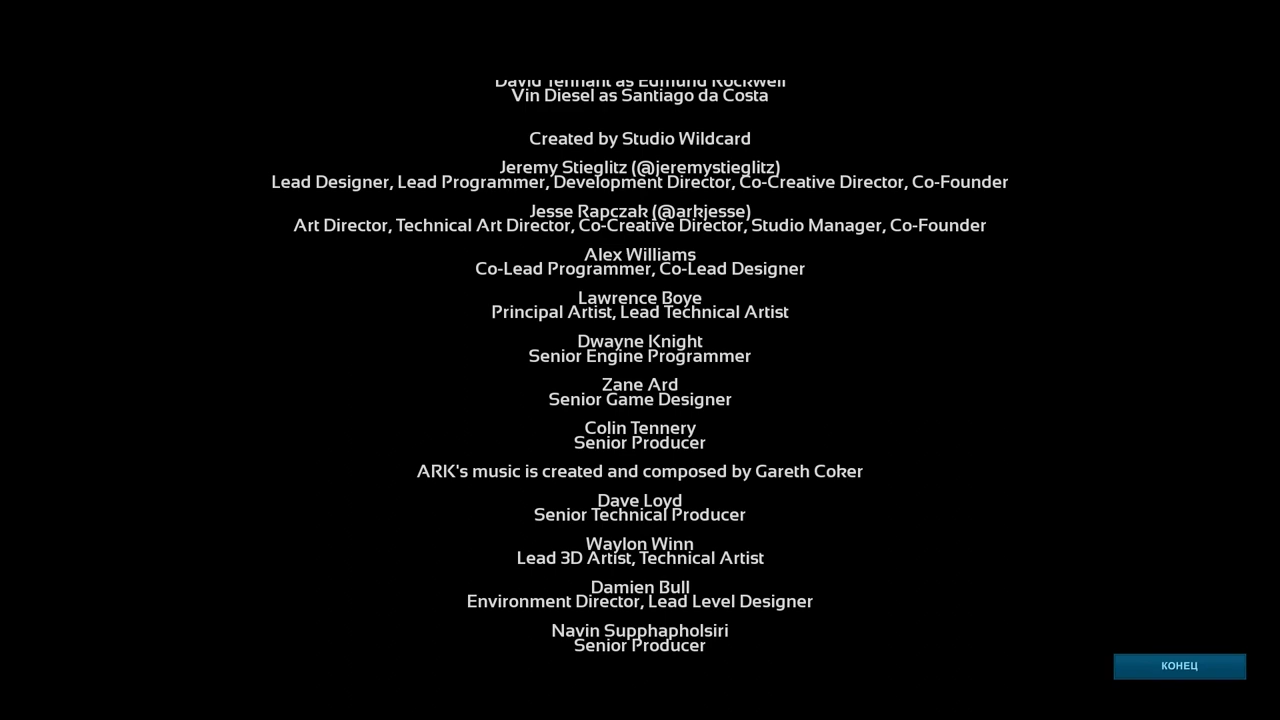 David Tennant as Edmund Rockwell
Vin Diesel as Santiago da Costa
Created by Studio Wildcard
Jeremy Stieglitz (@jeremystieglitz)
Lead Designer, Lead Programmer, Development Director, Co-Creative Director, Co-Founder
Jesse Rapczak (@arkjesse)
Art Director, Technical Art Director, Co-Creative Director, Studio Manager, Co-Founder
Alex Williams
Co-Lead Programmer, Co-Lead Designer
Lawrence Boye
Principal Artist, Lead Technical Artist
Dwayne Knight
Senior Engine Programmer
Zane Ard
Senior Game Designer
Colin Tennery
Senior Producer
ARK's music is created and composed by Gareth Coker
Dave Loyd
Senior Technical Producer
Waylon Winn
Lead 3D Artist, Technical Artist
Damien Bull
Environment Director, Lead Level Designer
Navin Supphapholsiri
Senior Producer
КОНЕЦ